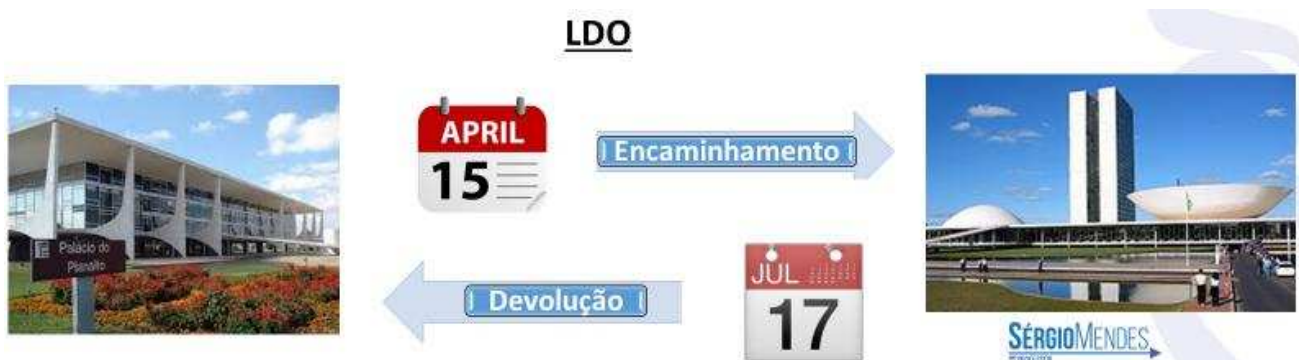 LDO
APRIL
15
Encaminhamento
Palácio do
Planalto
JUL
17
Devolução
SÉRGIOMENDES